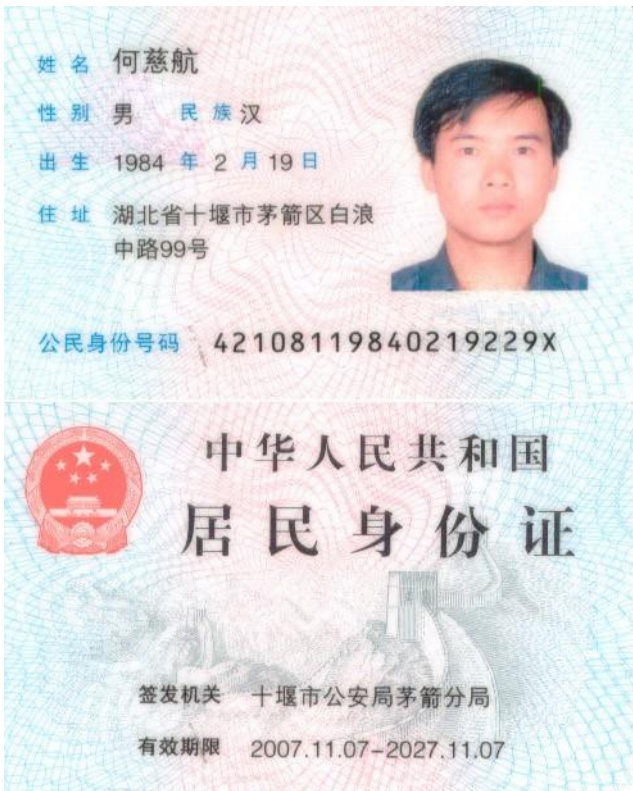 姓名 何慈航
性别 男 民族 汉
出生 1984 年 2 月 19 日
住址 湖北省十堰市茅箭区白浪
中路99号
公民身份号码 42108119840219229X
中华人民共和国
居民身份证
签发机关 十堰市公安局茅箭分局
有效期限 2007.11.07-2027.11.07